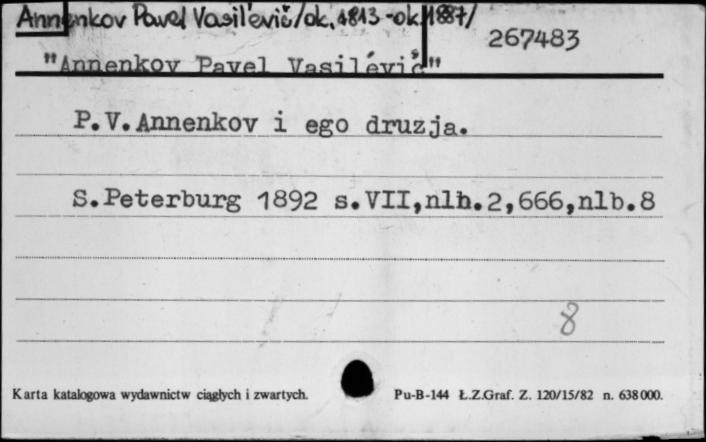 Annenkov Pavel Vasil'evič/ok. 1813-ok 1887/
267483
"Annenkov Pavel Vasilévič"
P.V.Annenkov i ego druzja.
S.Peterburg 1892 s.VII,nlb.2,666,nlb.8
8
Karta katalogowa wydawnictw ciągłych i zwartych.
Pu-B-144 Ł.Z.Graf. Z. 120/15/82 n. 638000.